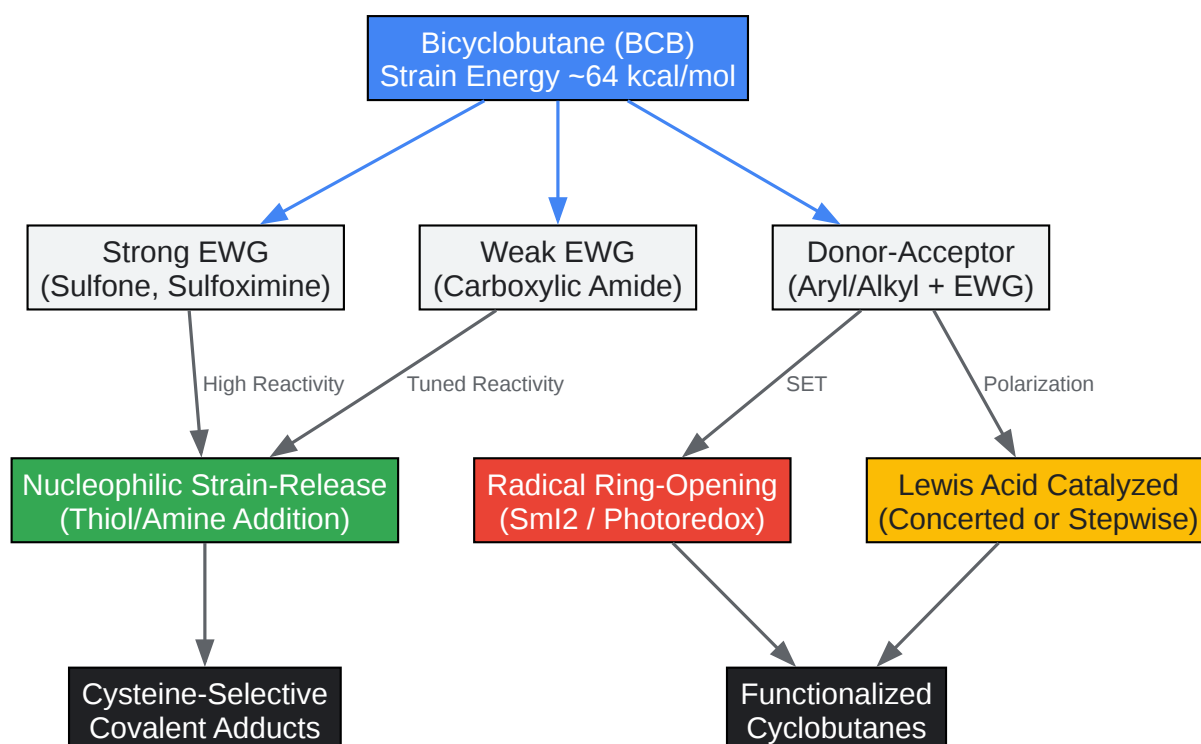 Bicyclobutane (BCB)
Strain Energy ~64 kcal/mol
Strong EWG
(Sulfone, Sulfoximine)
Weak EWG
(Carboxylic Amide)
Donor-Acceptor
(Aryl/Alkyl + EWG)
High Reactivity
Tuned Reactivity
SET
Polarization
Nucleophilic Strain-Release
(Thiol/Amine Addition)
Radical Ring-Opening
(SmI2 / Photoredox)
Lewis Acid Catalyzed
(Concerted or Stepwise)
Cysteine-Selective
Covalent Adducts
Functionalized
Cyclobutanes